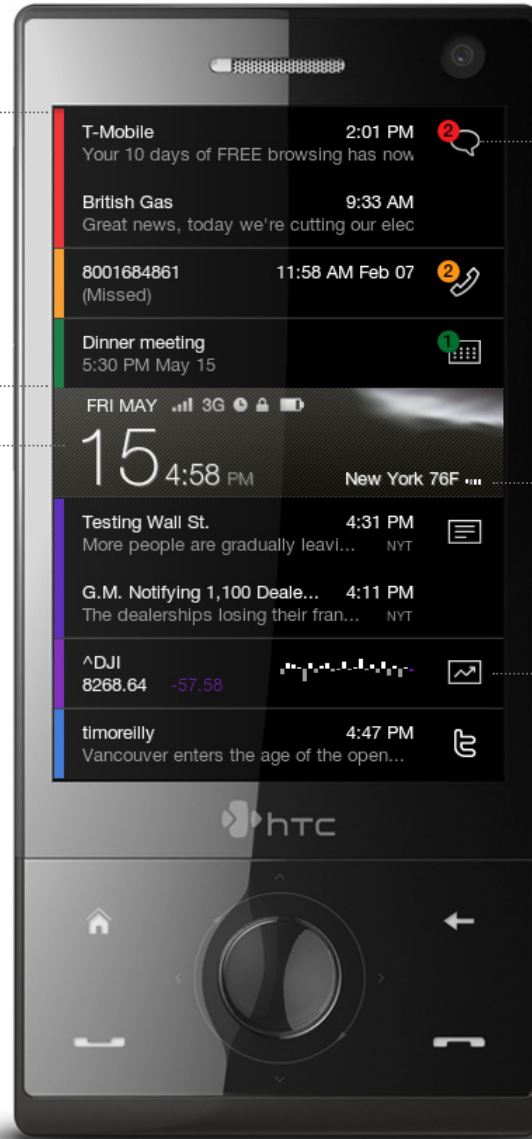 T-Mobile 2:01 PM 2
Your 10 days of FREE browsing has now
British Gas 9:33 AM
Great news, today we're cutting our elec
8001684861 11:58 AM Feb 07 2
(Missed)
Dinner meeting 1
5:30 PM May 15
FRI MAY 3G
15 4:58 PM
New York 76F
Testing Wall St. 4:31 PM
More people are gradually leavi... NYT
G.M. Notifying 1,100 Deale... 4:11 PM
The dealerships losing their fran... NYT
^DJI
8268.64 -57.58
timoreilly 4:47 PM
Vancouver enters the age of the open...
hTC